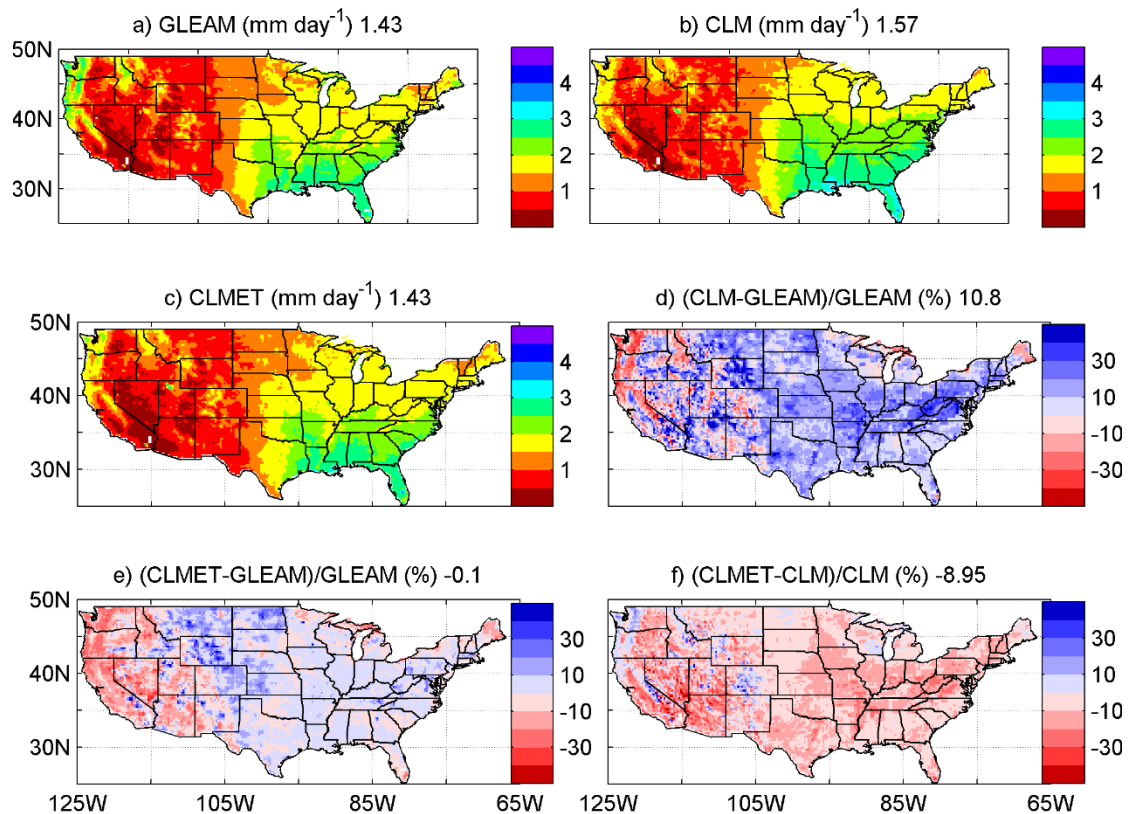 a) GLEAM (mm day⁻¹) 1.43
b) CLM (mm day⁻¹) 1.57
50N
40N
30N
4
3
2
1
4
3
2
1
c) CLMET (mm day⁻¹) 1.43
d) (CLM-GLEAM)/GLEAM (%) 10.8
50N
40N
30N
4
3
2
1
30
10
-10
-30
e) (CLMET-GLEAM)/GLEAM (%) -0.1
f) (CLMET-CLM)/CLM (%) -8.95
50N
40N
30N
30
10
-10
-30
30
10
-10
-30
125W 105W 85W 65W
125W 105W 85W 65W